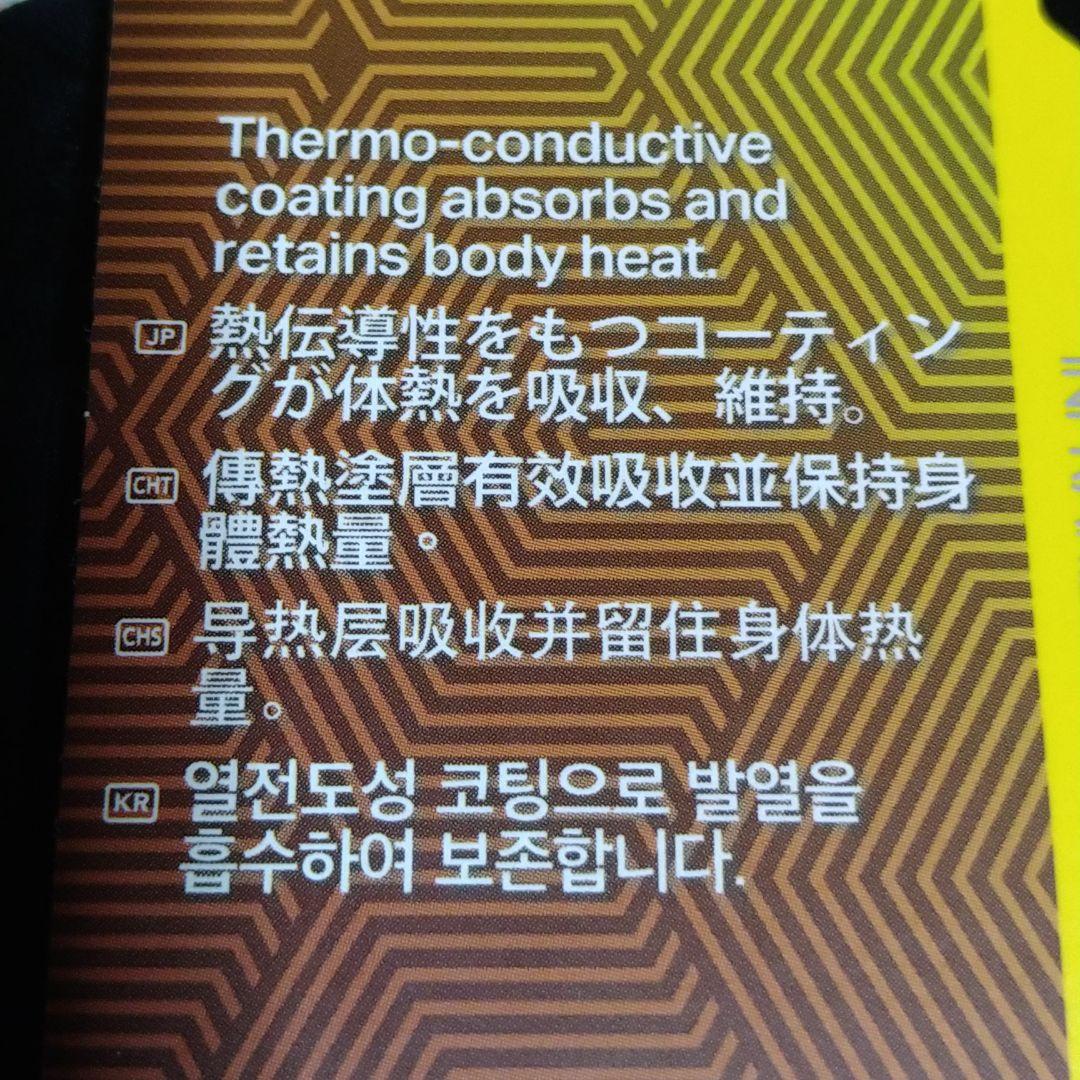 Thermo-conductive
coating absorbs and
retains body heat.
JP 熱伝導性をもつコーティン
グが体熱を吸収、維持。
CHT 傳熱塗層有效吸收並保持身
體熱量。
CHS 导热层吸收并留住身体热
量。
KR 열전도성 코팅으로 발열을
흡수하여 보존합니다.